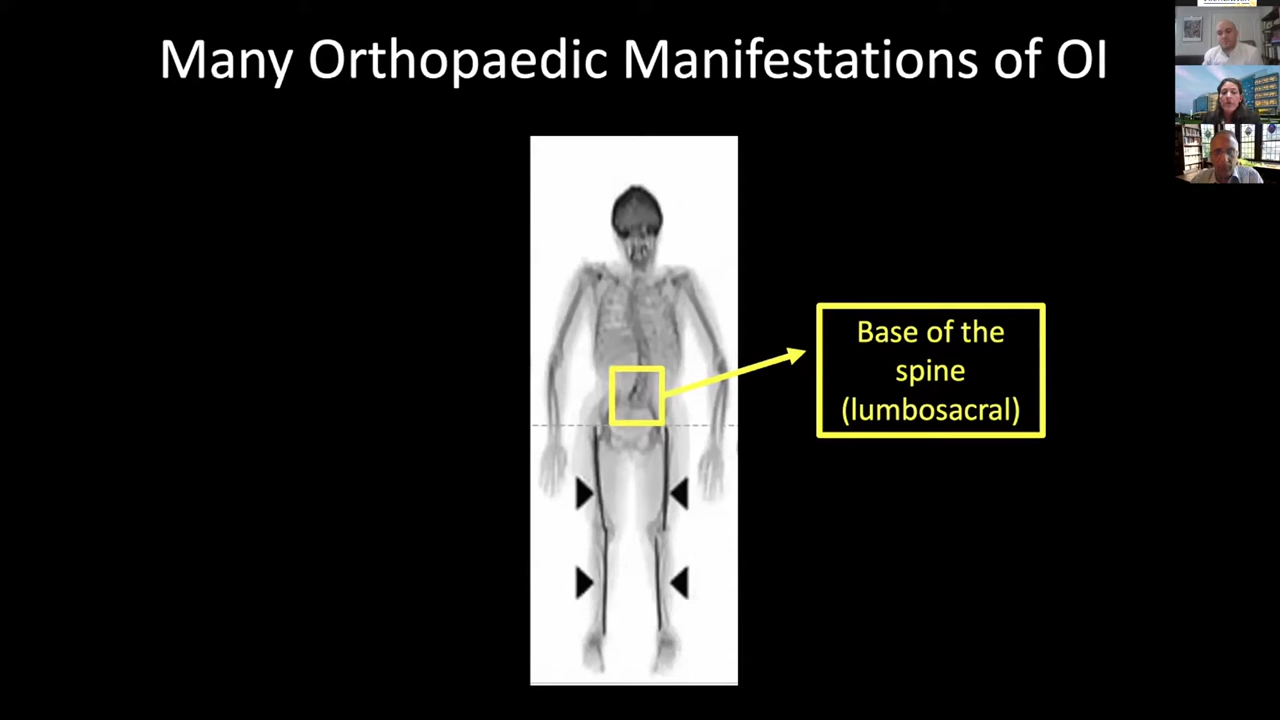 Many Orthopaedic Manifestations of OI
Base of the
spine
(lumbosacral)